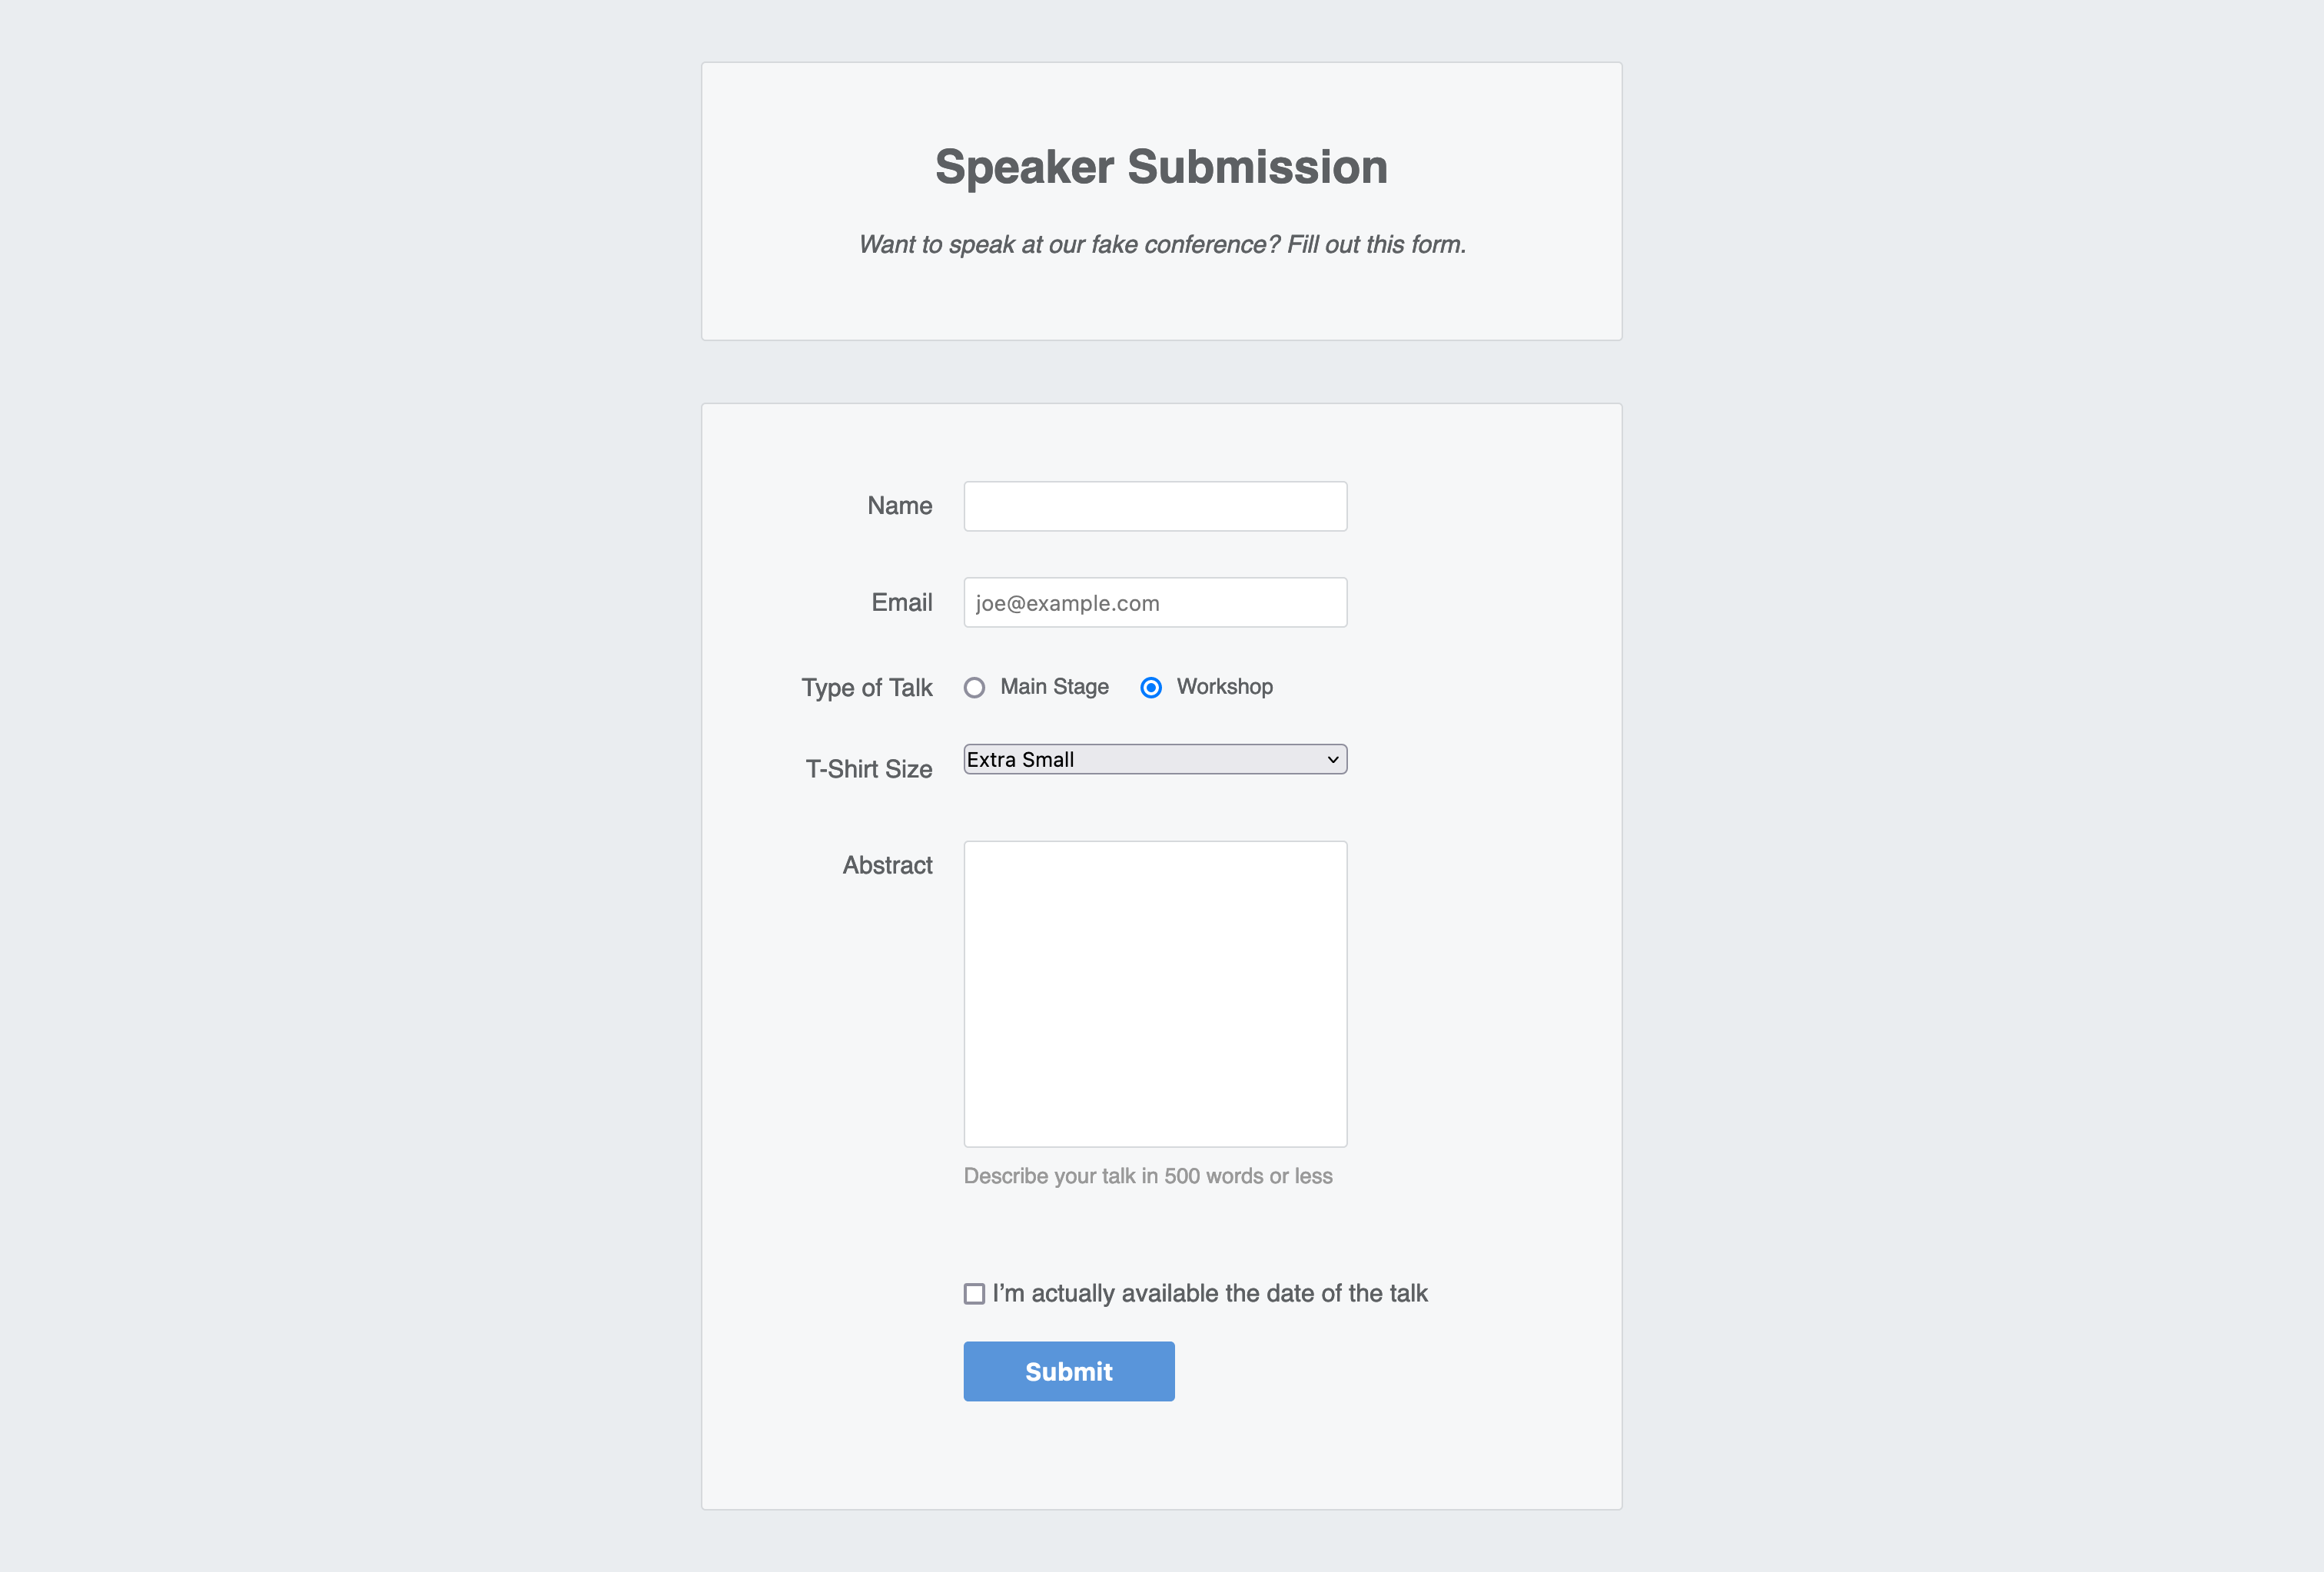 Speaker Submission
Want to speak at our fake conference? Fill out this form.
Name
Email
joe@example.com
Type of Talk
Main Stage
Workshop
T-Shirt Size
Extra Small
Abstract
Describe your talk in 500 words or less
I’m actually available the date of the talk
Submit